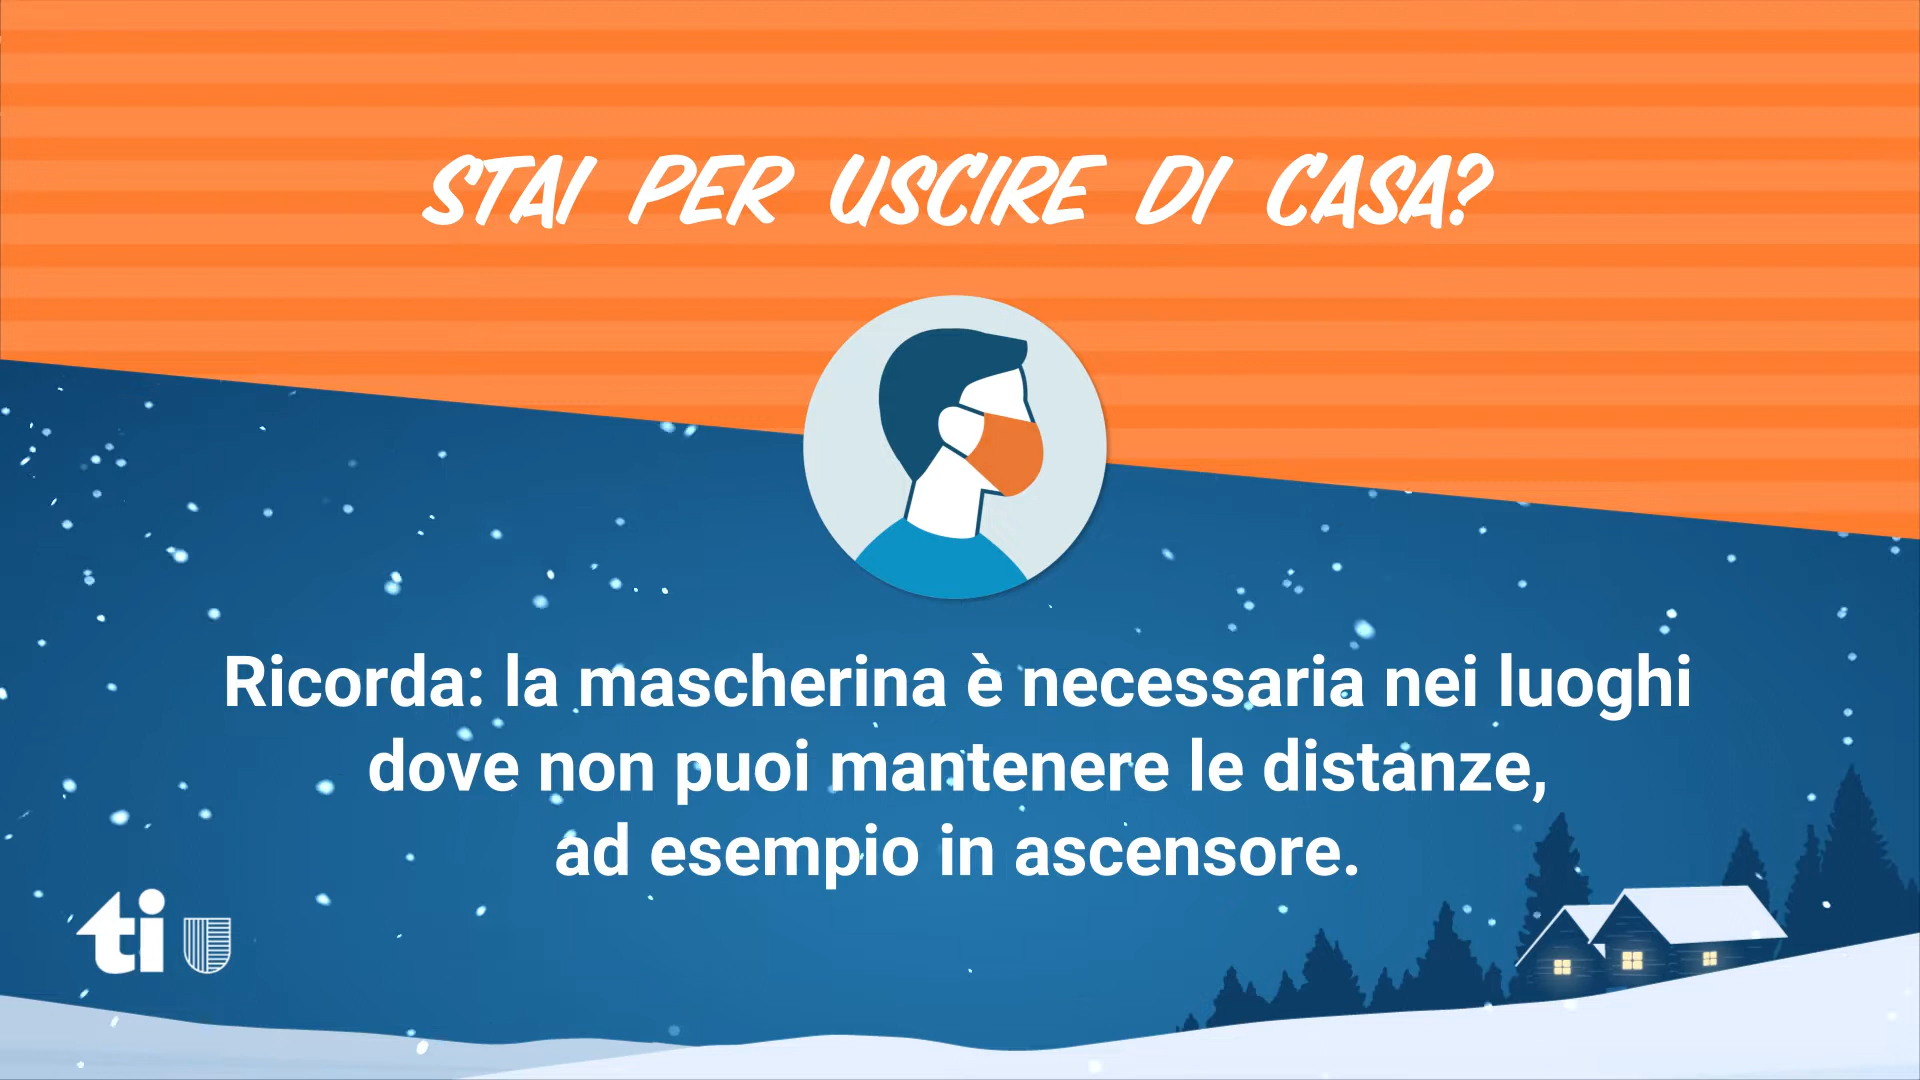 STAI PER USCIRE DI CASA?
Ricorda: la mascherina è necessaria nei luoghi
dove non puoi mantenere le distanze,
ad esempio in ascensore.
ti